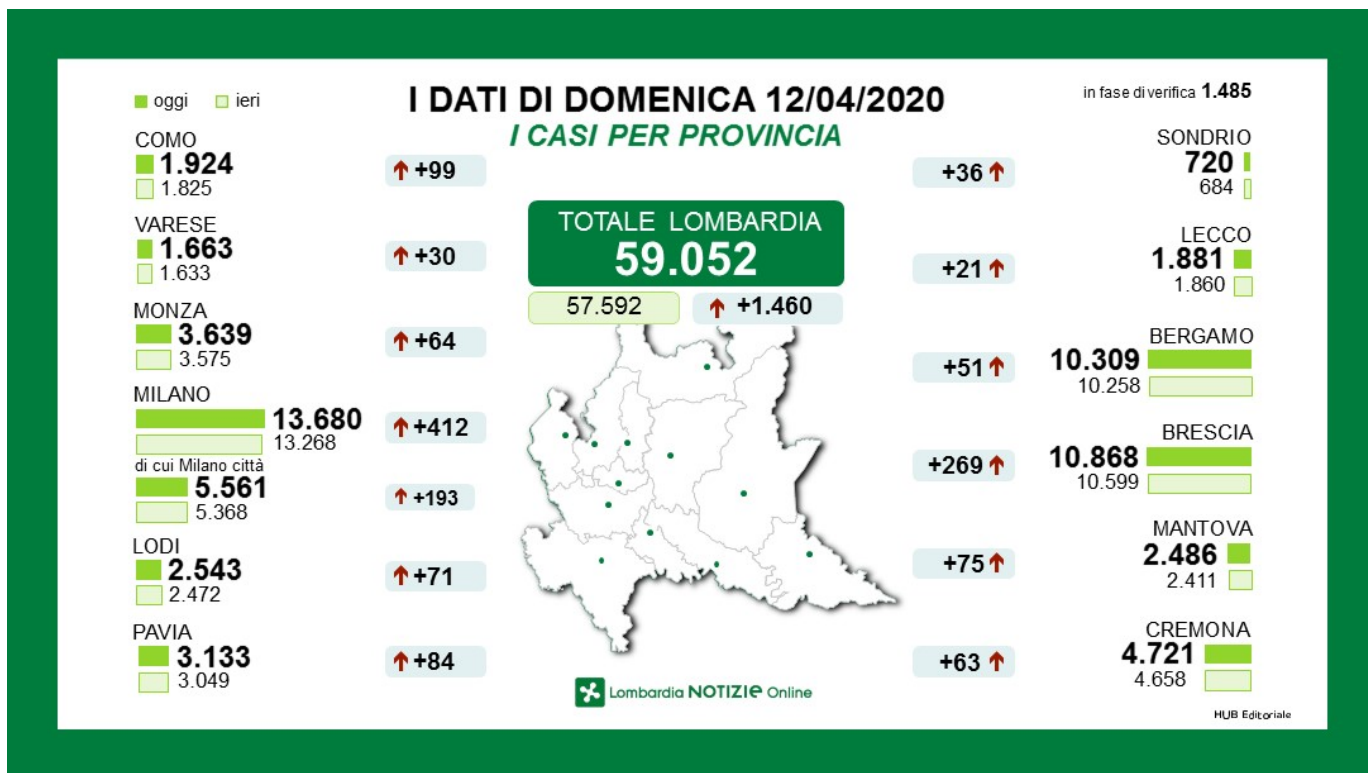 oggi ieri
I DATI DI DOMENICA 12/04/2020
I CASI PER PROVINCIA
in fase di verifica 1.485
COMO
1.924
1.825
+99
VARESE
1.663
1.633
+30
MONZA
3.639
3.575
+64
MILANO
13.680
13.268
+412
di cui Milano città
5.561
5.368
+193
LODI
2.543
2.472
+71
PAVIA
3.133
3.049
+84
TOTALE LOMBARDIA
59.052
57.592
+1.460
Lombardia NOTIZIE Online
SONDRIO
720
684
+36
LECCO
1.881
1.860
+21
BERGAMO
10.309
10.258
+51
BRESCIA
10.868
10.599
+269
MANTOVA
2.486
2.411
+75
CREMONA
4.721
4.658
+63
HUB Editoriale